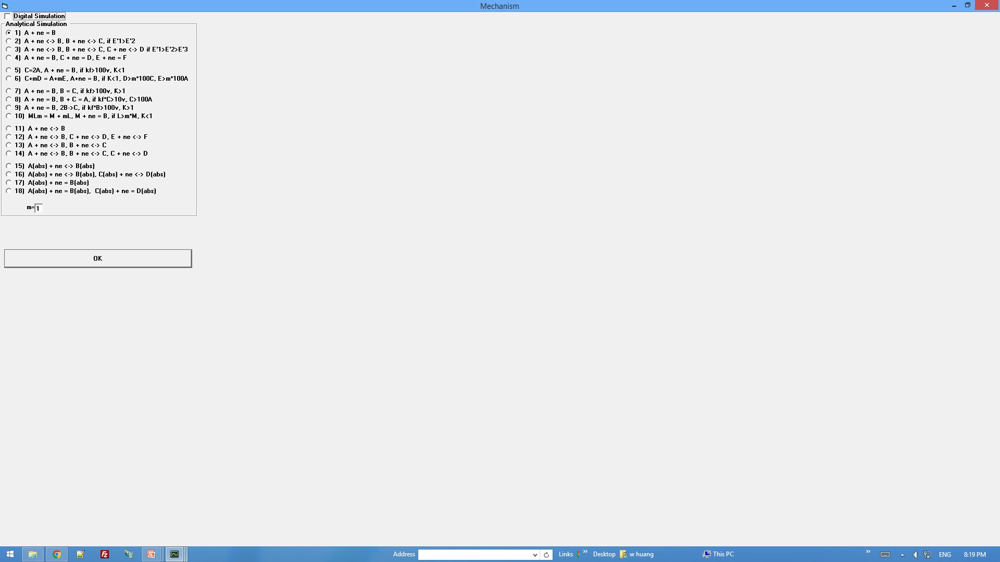 Mechanism
Digital Simulation
Analytical Simulation
1) A + ne = B
2) A + ne <-> B, B + ne <-> C, if E'1>E'2
3) A + ne <-> B, B + ne <-> C, C + ne <-> D if E'1>E'2>E'3
4) A + ne = B, C + ne = D, E + ne = F
5) C=2A, A + ne = B, if kf>100v, K<1
6) C+mD = A+mE, A+ne = B, if K<1, D>m*100C, E>m*100A
7) A + ne = B, B = C, if kf>100v, K>1
8) A + ne = B, B + C = A, if kf*C>10v, C>100A
9) A + ne = B, 2B->C, if kf*B>100v, K>1
10) MLm = M + mL, M + ne = B, if L>m*M, K<1
11) A + ne <-> B
12) A + ne <-> B, C + ne <-> D, E + ne <-> F
13) A + ne <-> B, B + ne <-> C
14) A + ne <-> B, B + ne <-> C, C + ne <-> D
15) A(abs) + ne <-> B(abs)
16) A(abs) + ne <-> B(abs), C(abs) + ne <-> D(abs)
17) A(abs) + ne = B(abs)
18) A(abs) + ne = B(abs), C(abs) + ne = D(abs)
m= 1
OK
Address Links » Desktop w huang This PC » ENG 8:19 PM